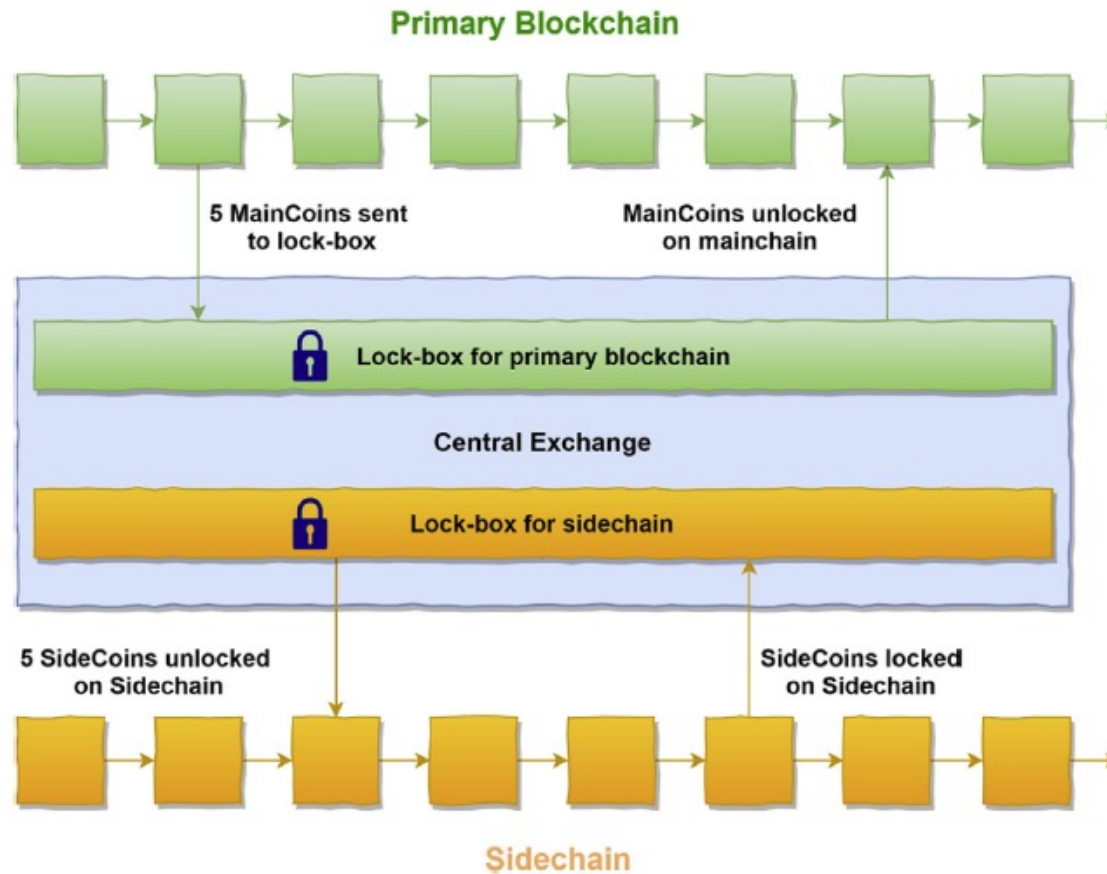 Primary Blockchain
5 MainCoins sent
to lock-box
MainCoins unlocked
on mainchain
Lock-box for primary blockchain
Central Exchange
Lock-box for sidechain
5 SideCoins unlocked
on Sidechain
SideCoins locked
on Sidechain
Sidechain